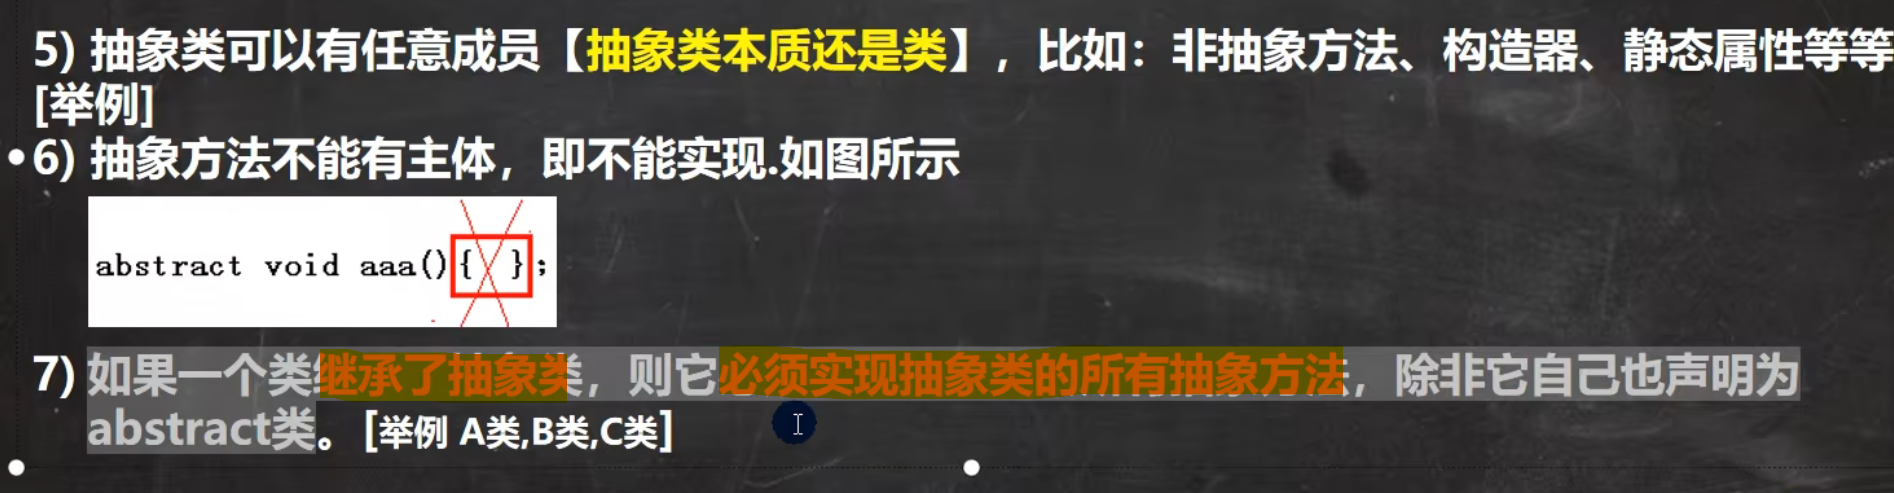 5) 抽象类可以有任意成员【抽象类本质还是类】，比如：非抽象方法、构造器、静态属性等等
[举例]
6) 抽象方法不能有主体，即不能实现.如图所示
abstract void aaa(){ };
7) 如果一个类继承了抽象类，则它必须实现抽象类的所有抽象方法，除非它自己也声明为
abstract类。 [举例 A类,B类,C类]